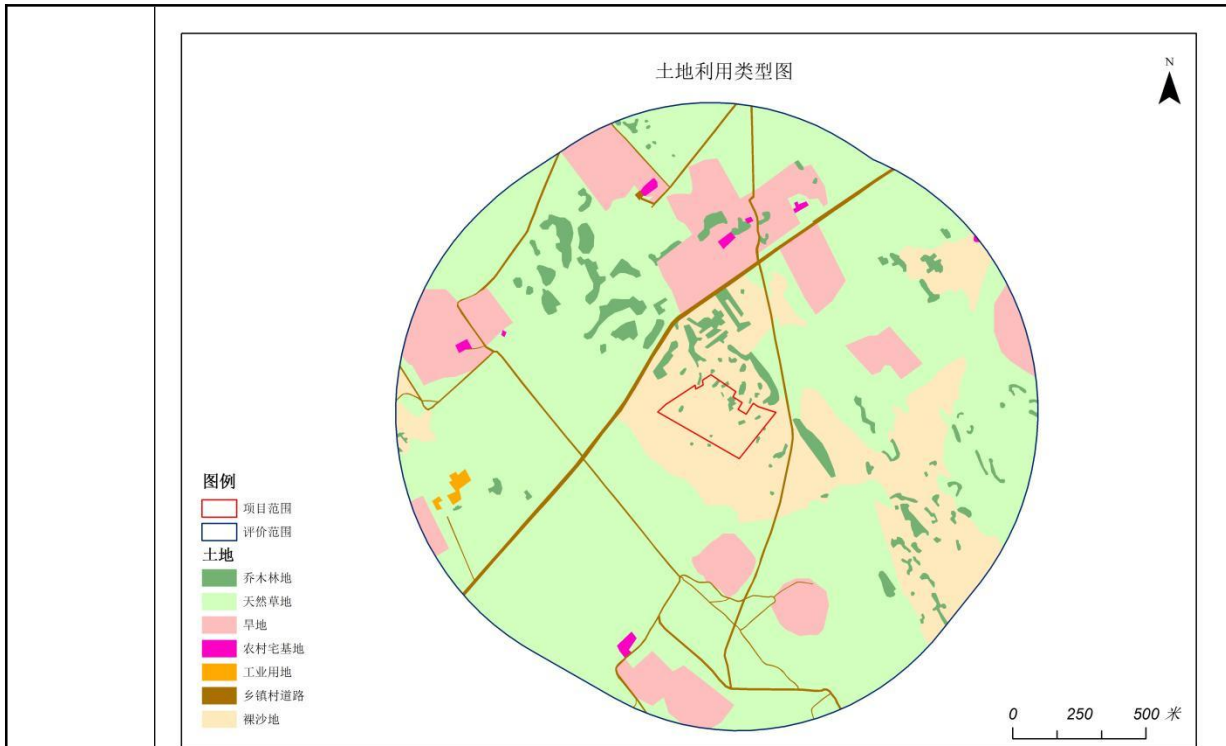 土地利用类型图
N
图例
项目范围
评价范围
土地
乔木林地
天然草地
旱地
农村宅基地
工业用地
乡镇村道路
裸沙地
0 250 500 米